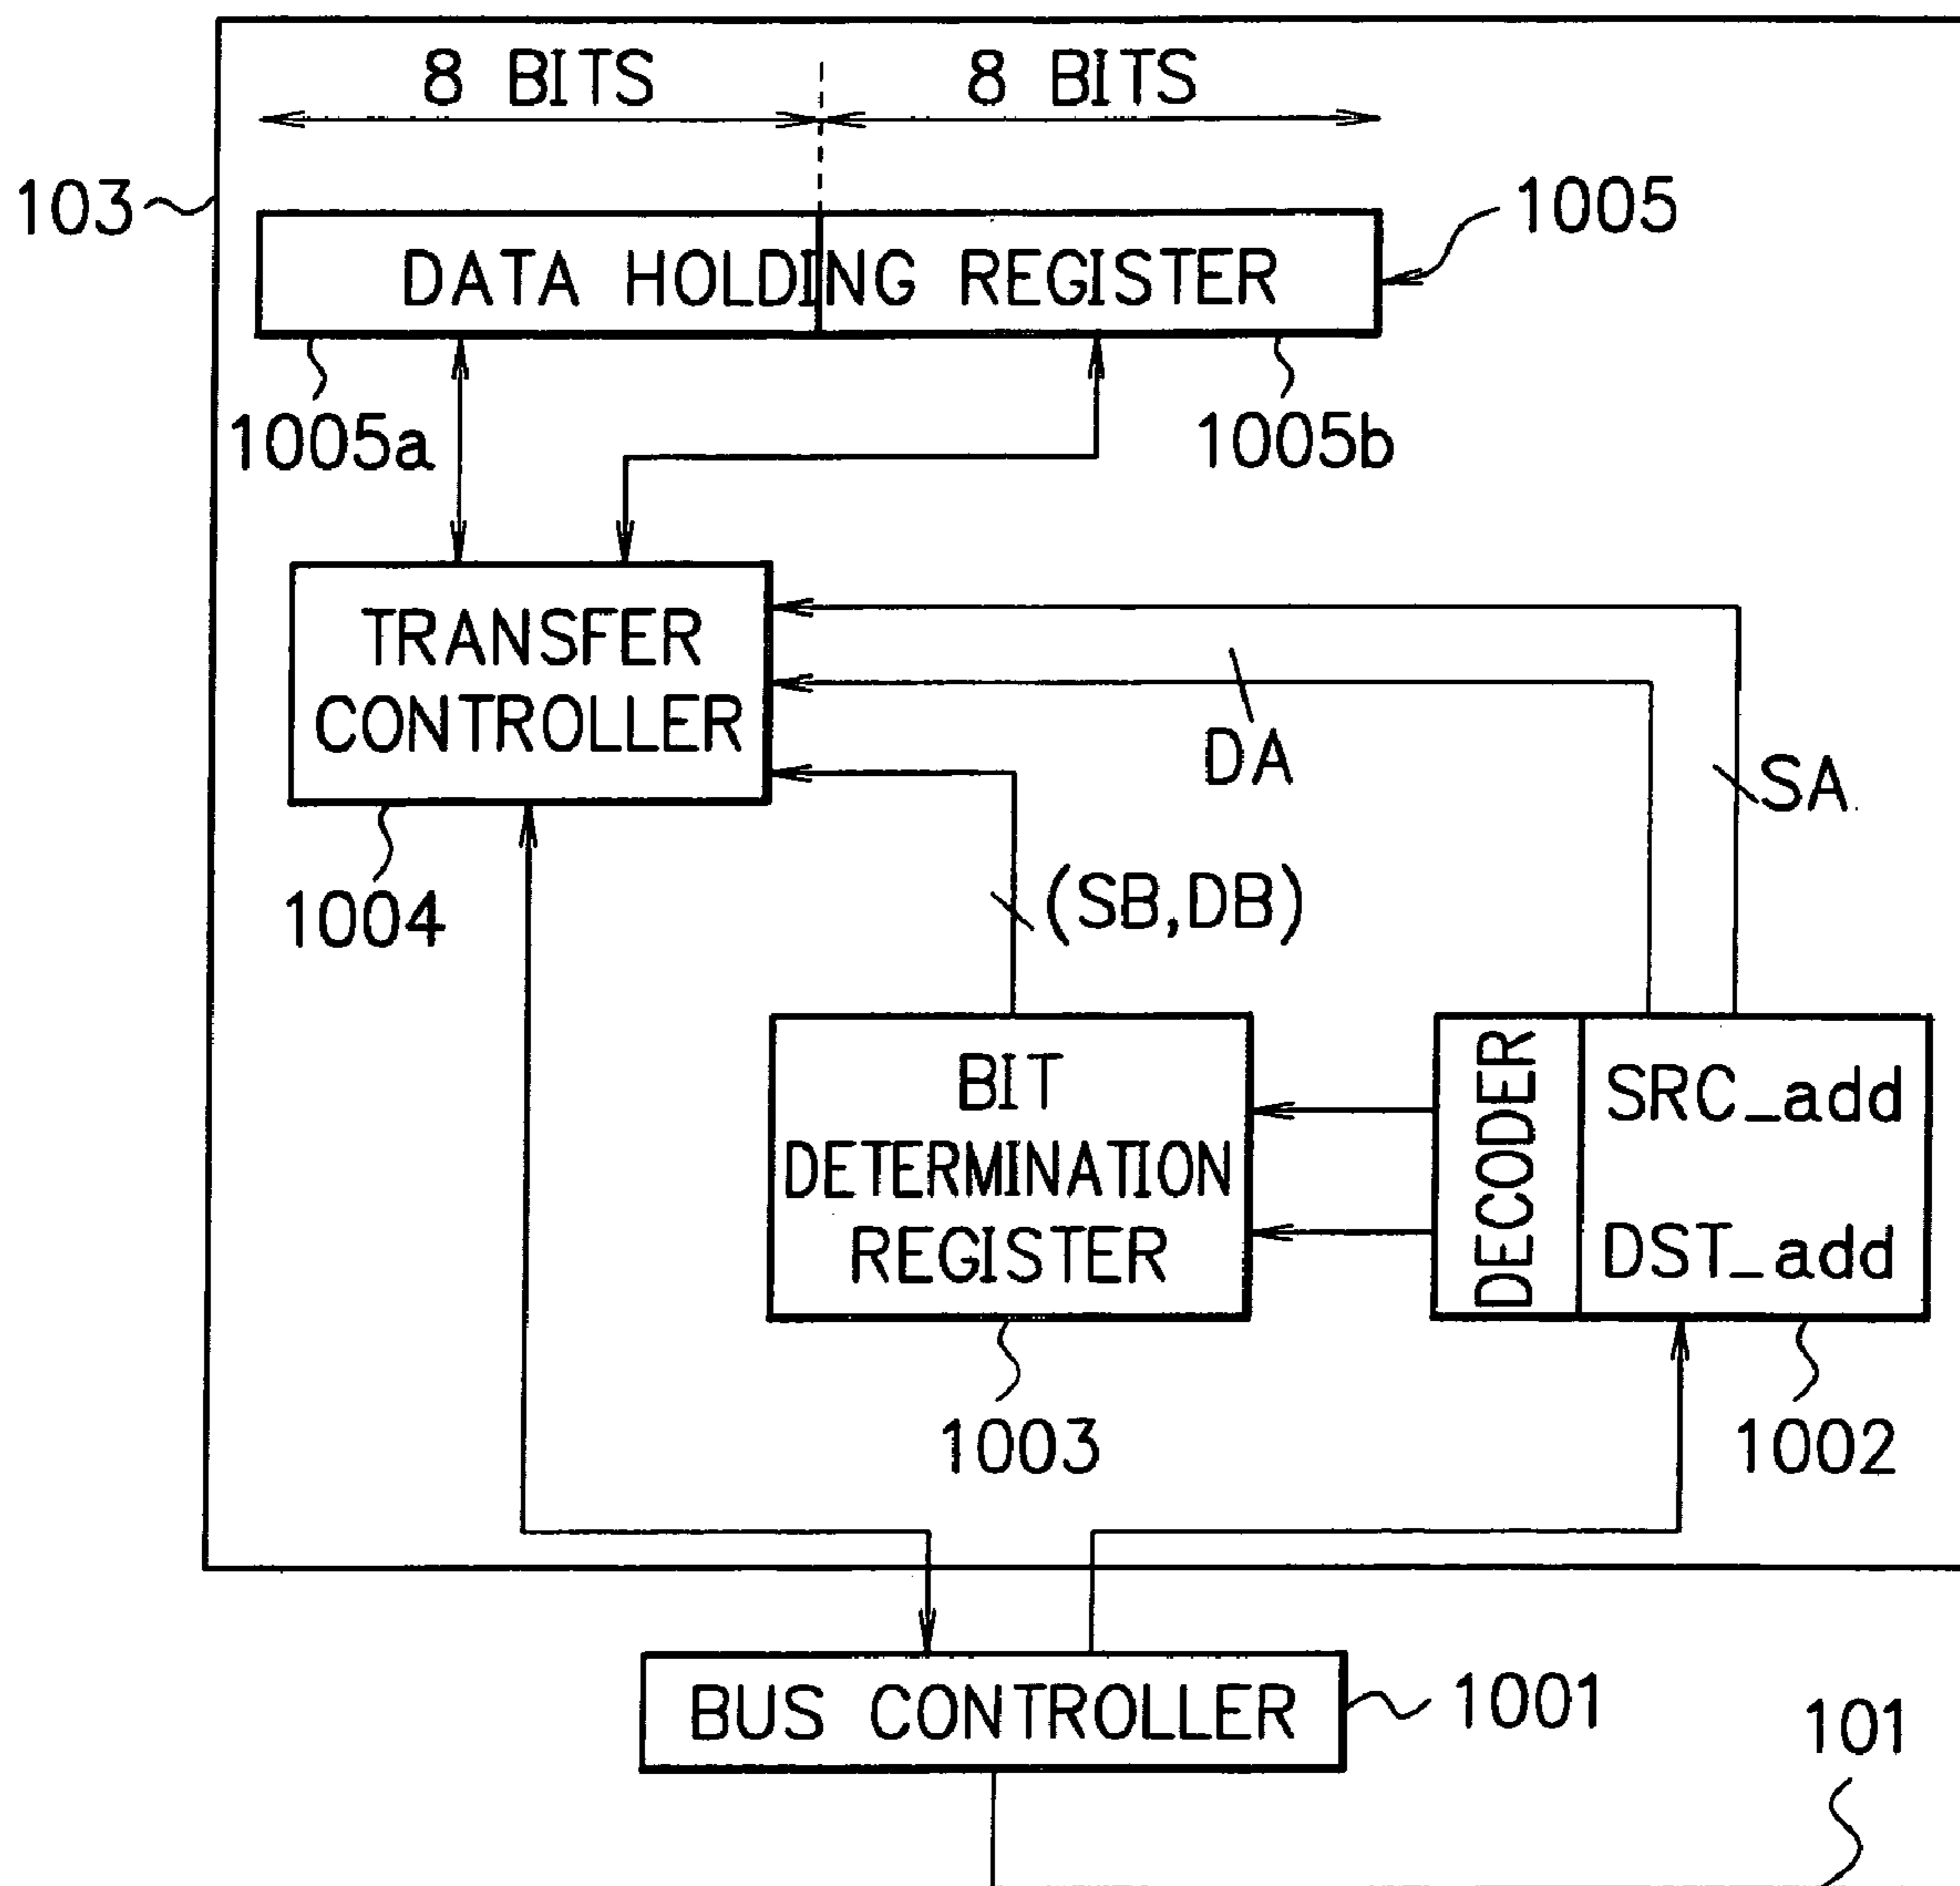 8 BITS
8 BITS
103
1005
DATA HOLDING REGISTER
1005a
1005b
TRANSFER
CONTROLLER
DA
SA
1004
(SB,DB)
BIT
DETERMINATION
REGISTER
DECODER
SRC_add
DST_add
1003
1002
BUS CONTROLLER
1001
101